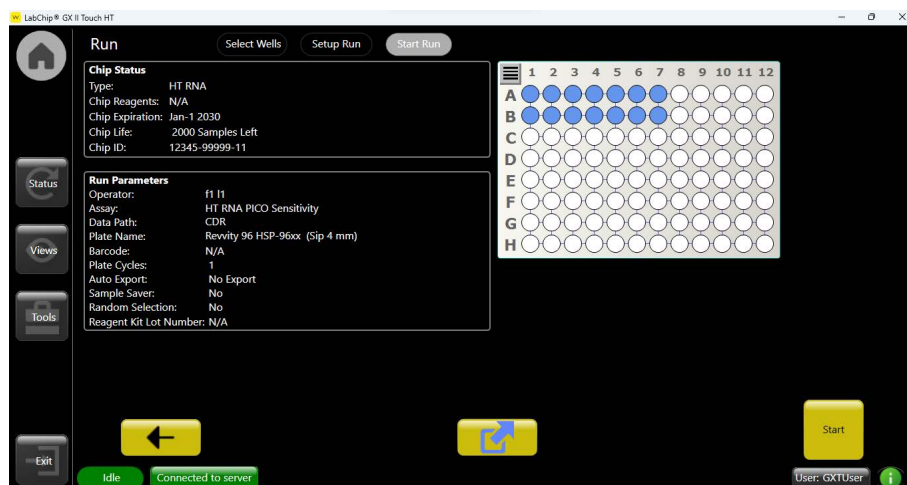 LabChip® GX II Touch HT
Run
Select Wells
Setup Run
Start Run
Chip Status
Type: HT RNA
Chip Reagents: N/A
Chip Expiration: Jan-1 2030
Chip Life: 2000 Samples Left
Chip ID: 12345-99999-11
1 2 3 4 5 6 7 8 9 10 11 12
A
B
C
D
E
F
G
H
Status
Views
Tools
Exit
Run Parameters
Operator: f1 l1
Assay: HT RNA PICO Sensitivity
Data Path: CDR
Plate Name: Revvity 96 HSP-96xx (Sip 4 mm)
Barcode: N/A
Plate Cycles: 1
Auto Export: No Export
Sample Saver: No
Random Selection: No
Reagent Kit Lot Number: N/A
Start
Idle
Connected to server
User: GXTUser
i